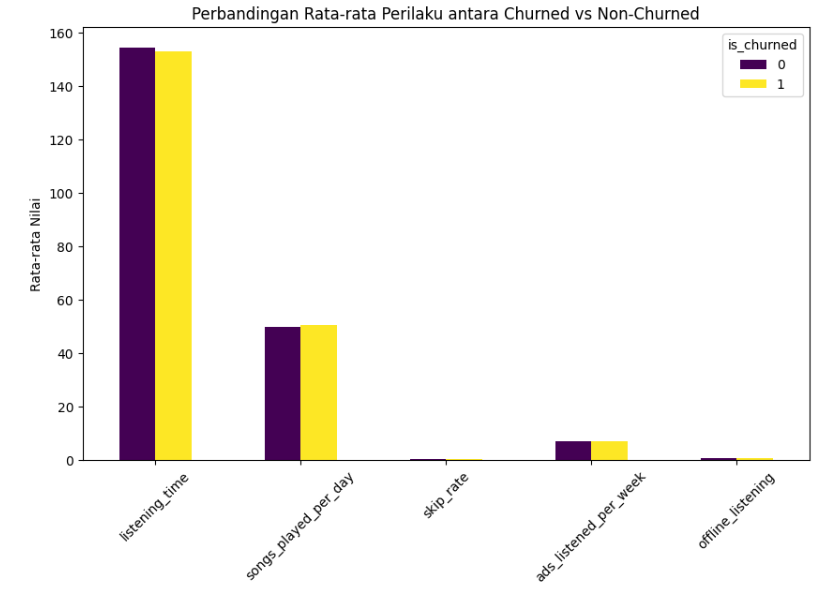 Perbandingan Rata-rata Perilaku antara Churned vs Non-Churned
is_churned
0
1
Rata-rata Nilai
160
140
120
100
80
60
40
20
0
listening_time
songs_played_per_day
skip_rate
ads_listened_per_week
offline_listening